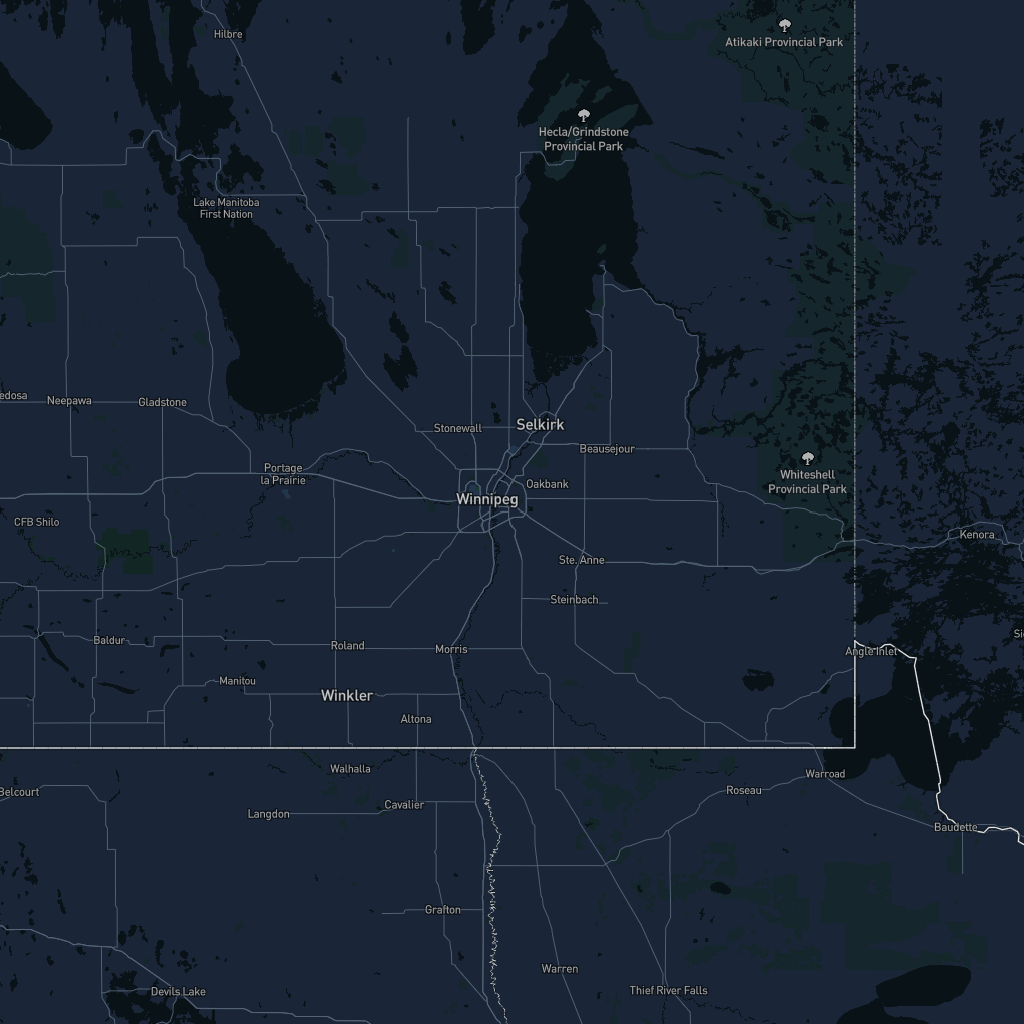 Hilbre
Atikaki Provincial Park
Hecla/Grindstone
Provincial Park
Lake Manitoba
First Nation
edosa
Neepawa
Gladstone
Stonewall
Selkirk
Beausejour
Portage
la Prairie
Oakbank
Whiteshell
Provincial Park
Winnipeg
CFB Shilo
Kenora
Ste. Anne
Steinbach
Baldur
Roland
Morris
Angle Inlet
Manitou
Winkler
Altona
Walhalla
Warroad
Belcourt
Roseau
Langdon
Cavalier
Baudette
Grafton
Warren
Devils Lake
Thief River Falls